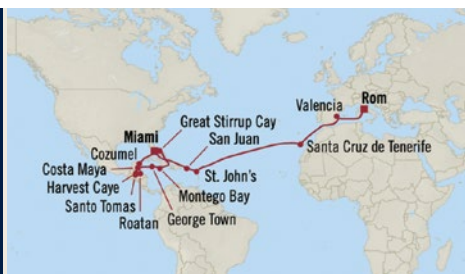 Great Stirrup Cay
Rom
Valencia
Miami
San Juan
Cozumel
Santa Cruz de Tenerife
Costa Maya
St. John's
Harvest Caye
Montego Bay
Santo Tomas
George Town
Roatan